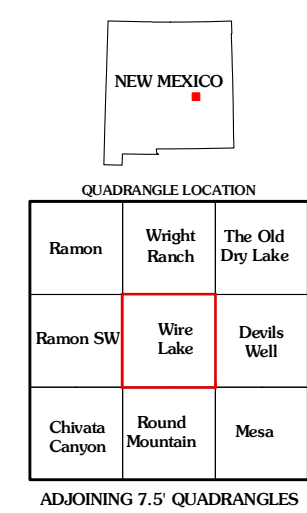 NEW MEXICO
QUADRANGLE LOCATION
Ramon
Wright
Ranch
The Old
Dry Lake
Ramon SW
Wire
Lake
Devils
Well
Chivata
Canyon
Round
Mountain
Mesa
ADJOINING 7.5' QUADRANGLES